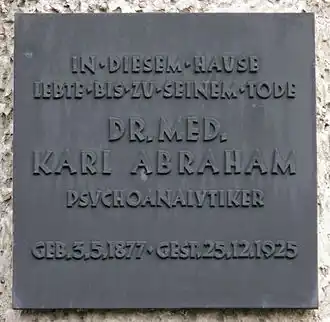 IN·DIESEM·HAUSE
LEBTE·BIS·ZU·SEINEM·TODE
DR.MED.
KARL ABRAHAM
PSYCHOANALYTIKER
GEB.3,5,1877·GEST.25,12.1925